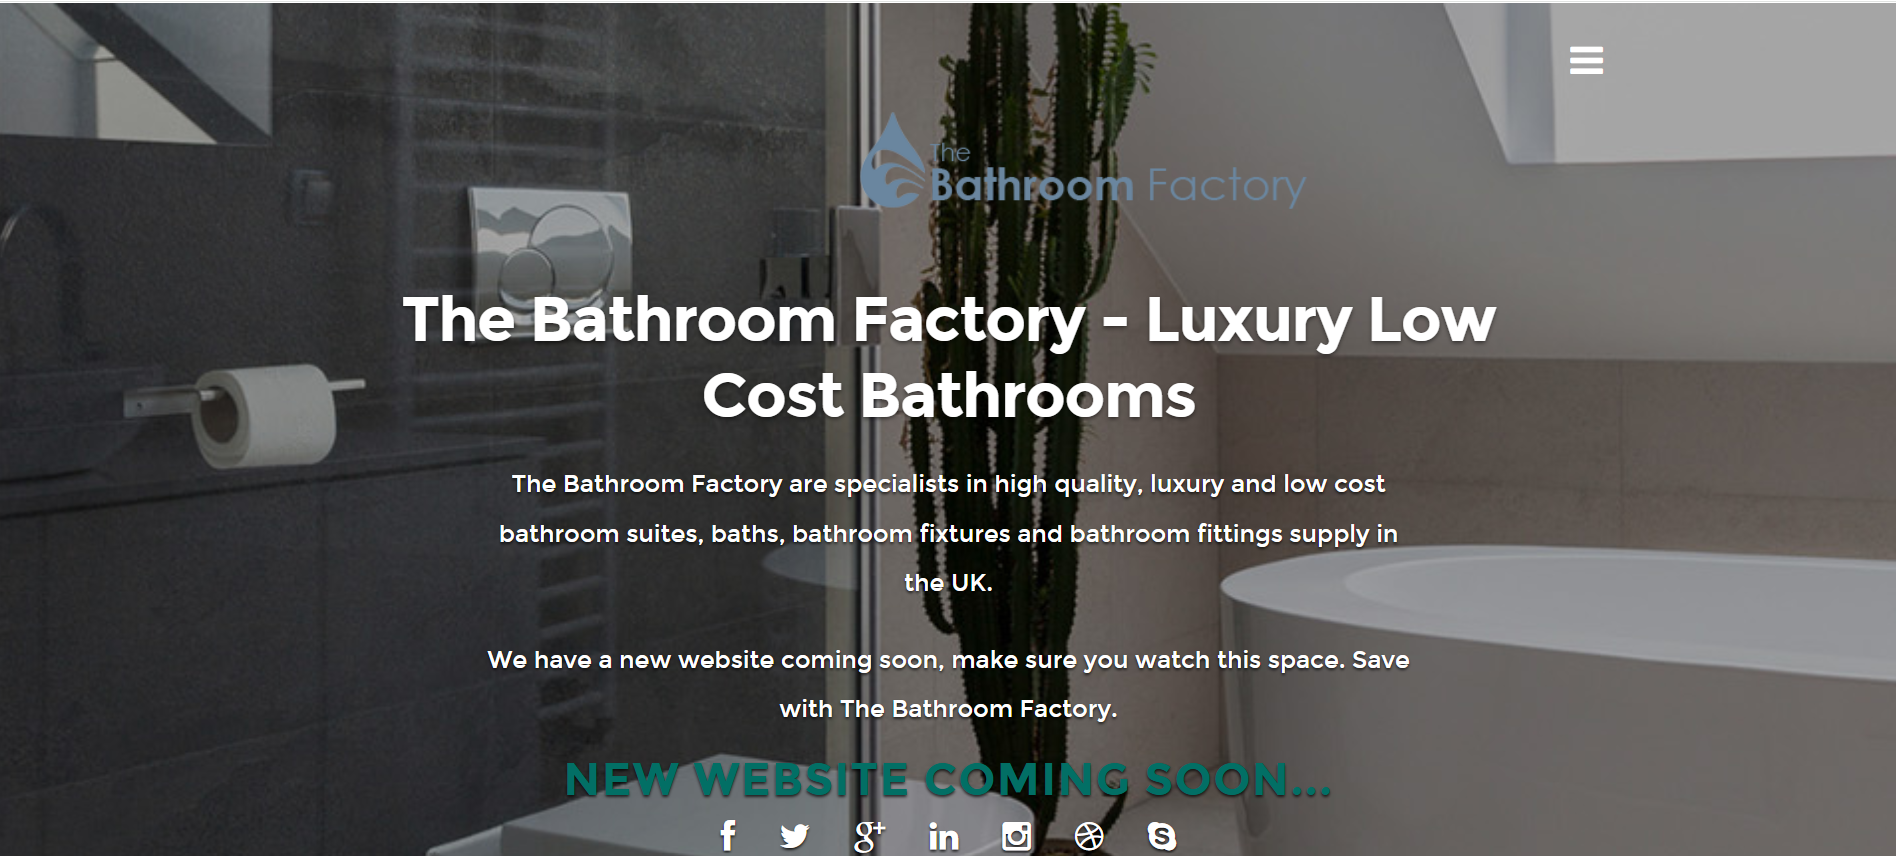 The
Bathroom Factory
The Bathroom Factory - Luxury Low
Cost Bathrooms
The Bathroom Factory are specialists in high quality, luxury and low cost
bathroom suites, baths, bathroom fixtures and bathroom fittings supply in
the UK.
We have a new website coming soon, make sure you watch this space. Save
with The Bathroom Factory.
NEW WEBSITE COMING SOON...